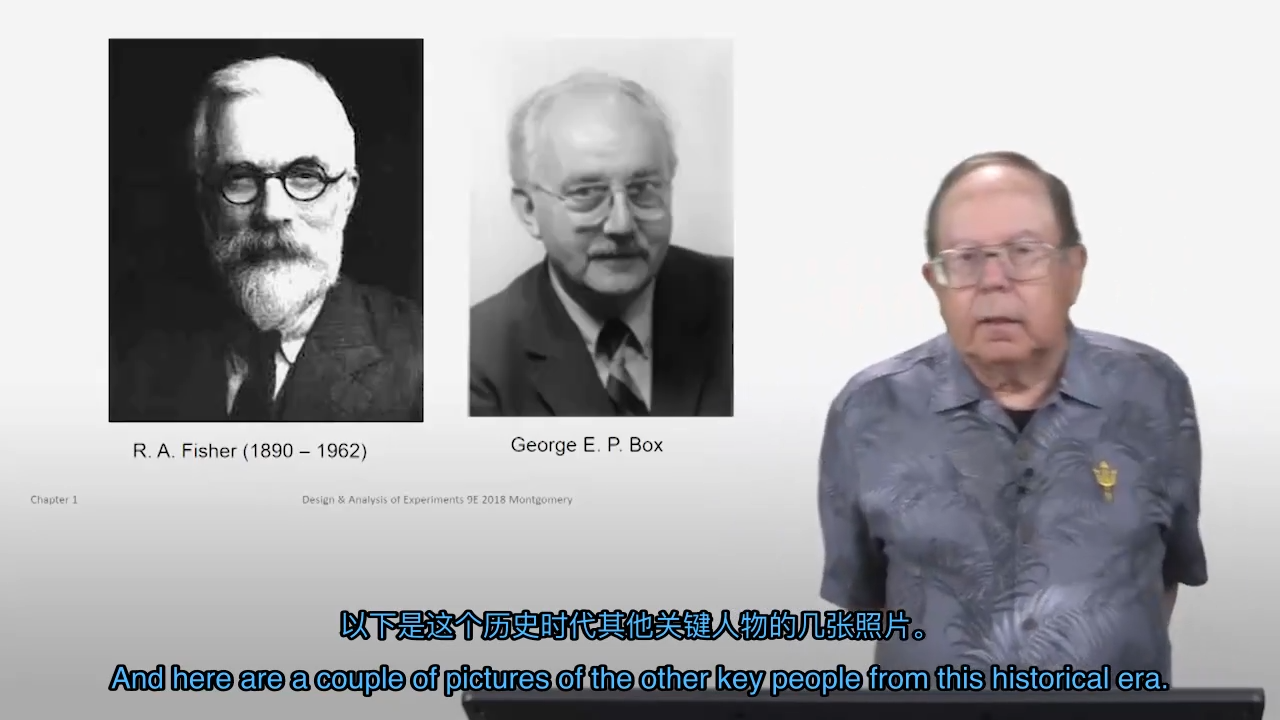 R. A. Fisher (1890 – 1962)
George E. P. Box
Chapter 1
Design & Analysis of Experiments 9E 2018 Montgomery
以下是这个历史时代其他关键人物的几张照片。
And here are a couple of pictures of the other key people from this historical era.